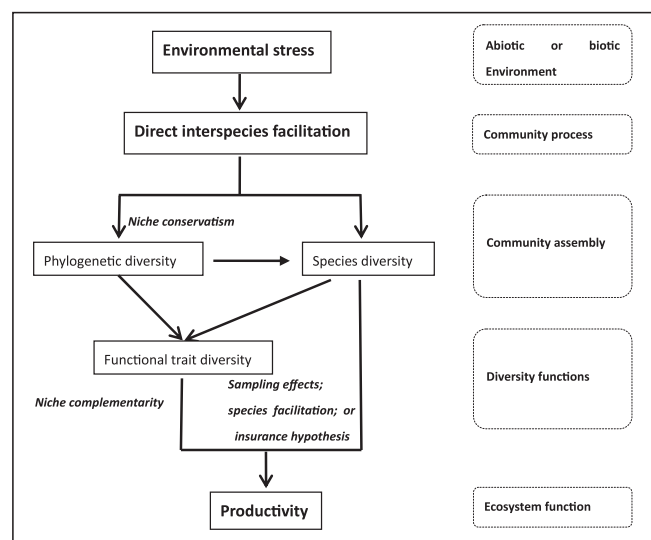 Environmental stress
Abiotic or biotic
Environment
Direct interspecies facilitation
Community process
Niche conservatism
Phylogenetic diversity
Species diversity
Community assembly
Functional trait diversity
Diversity functions
Niche complementarity
Sampling effects;
species facilitation; or
insurance hypothesis
Productivity
Ecosystem function